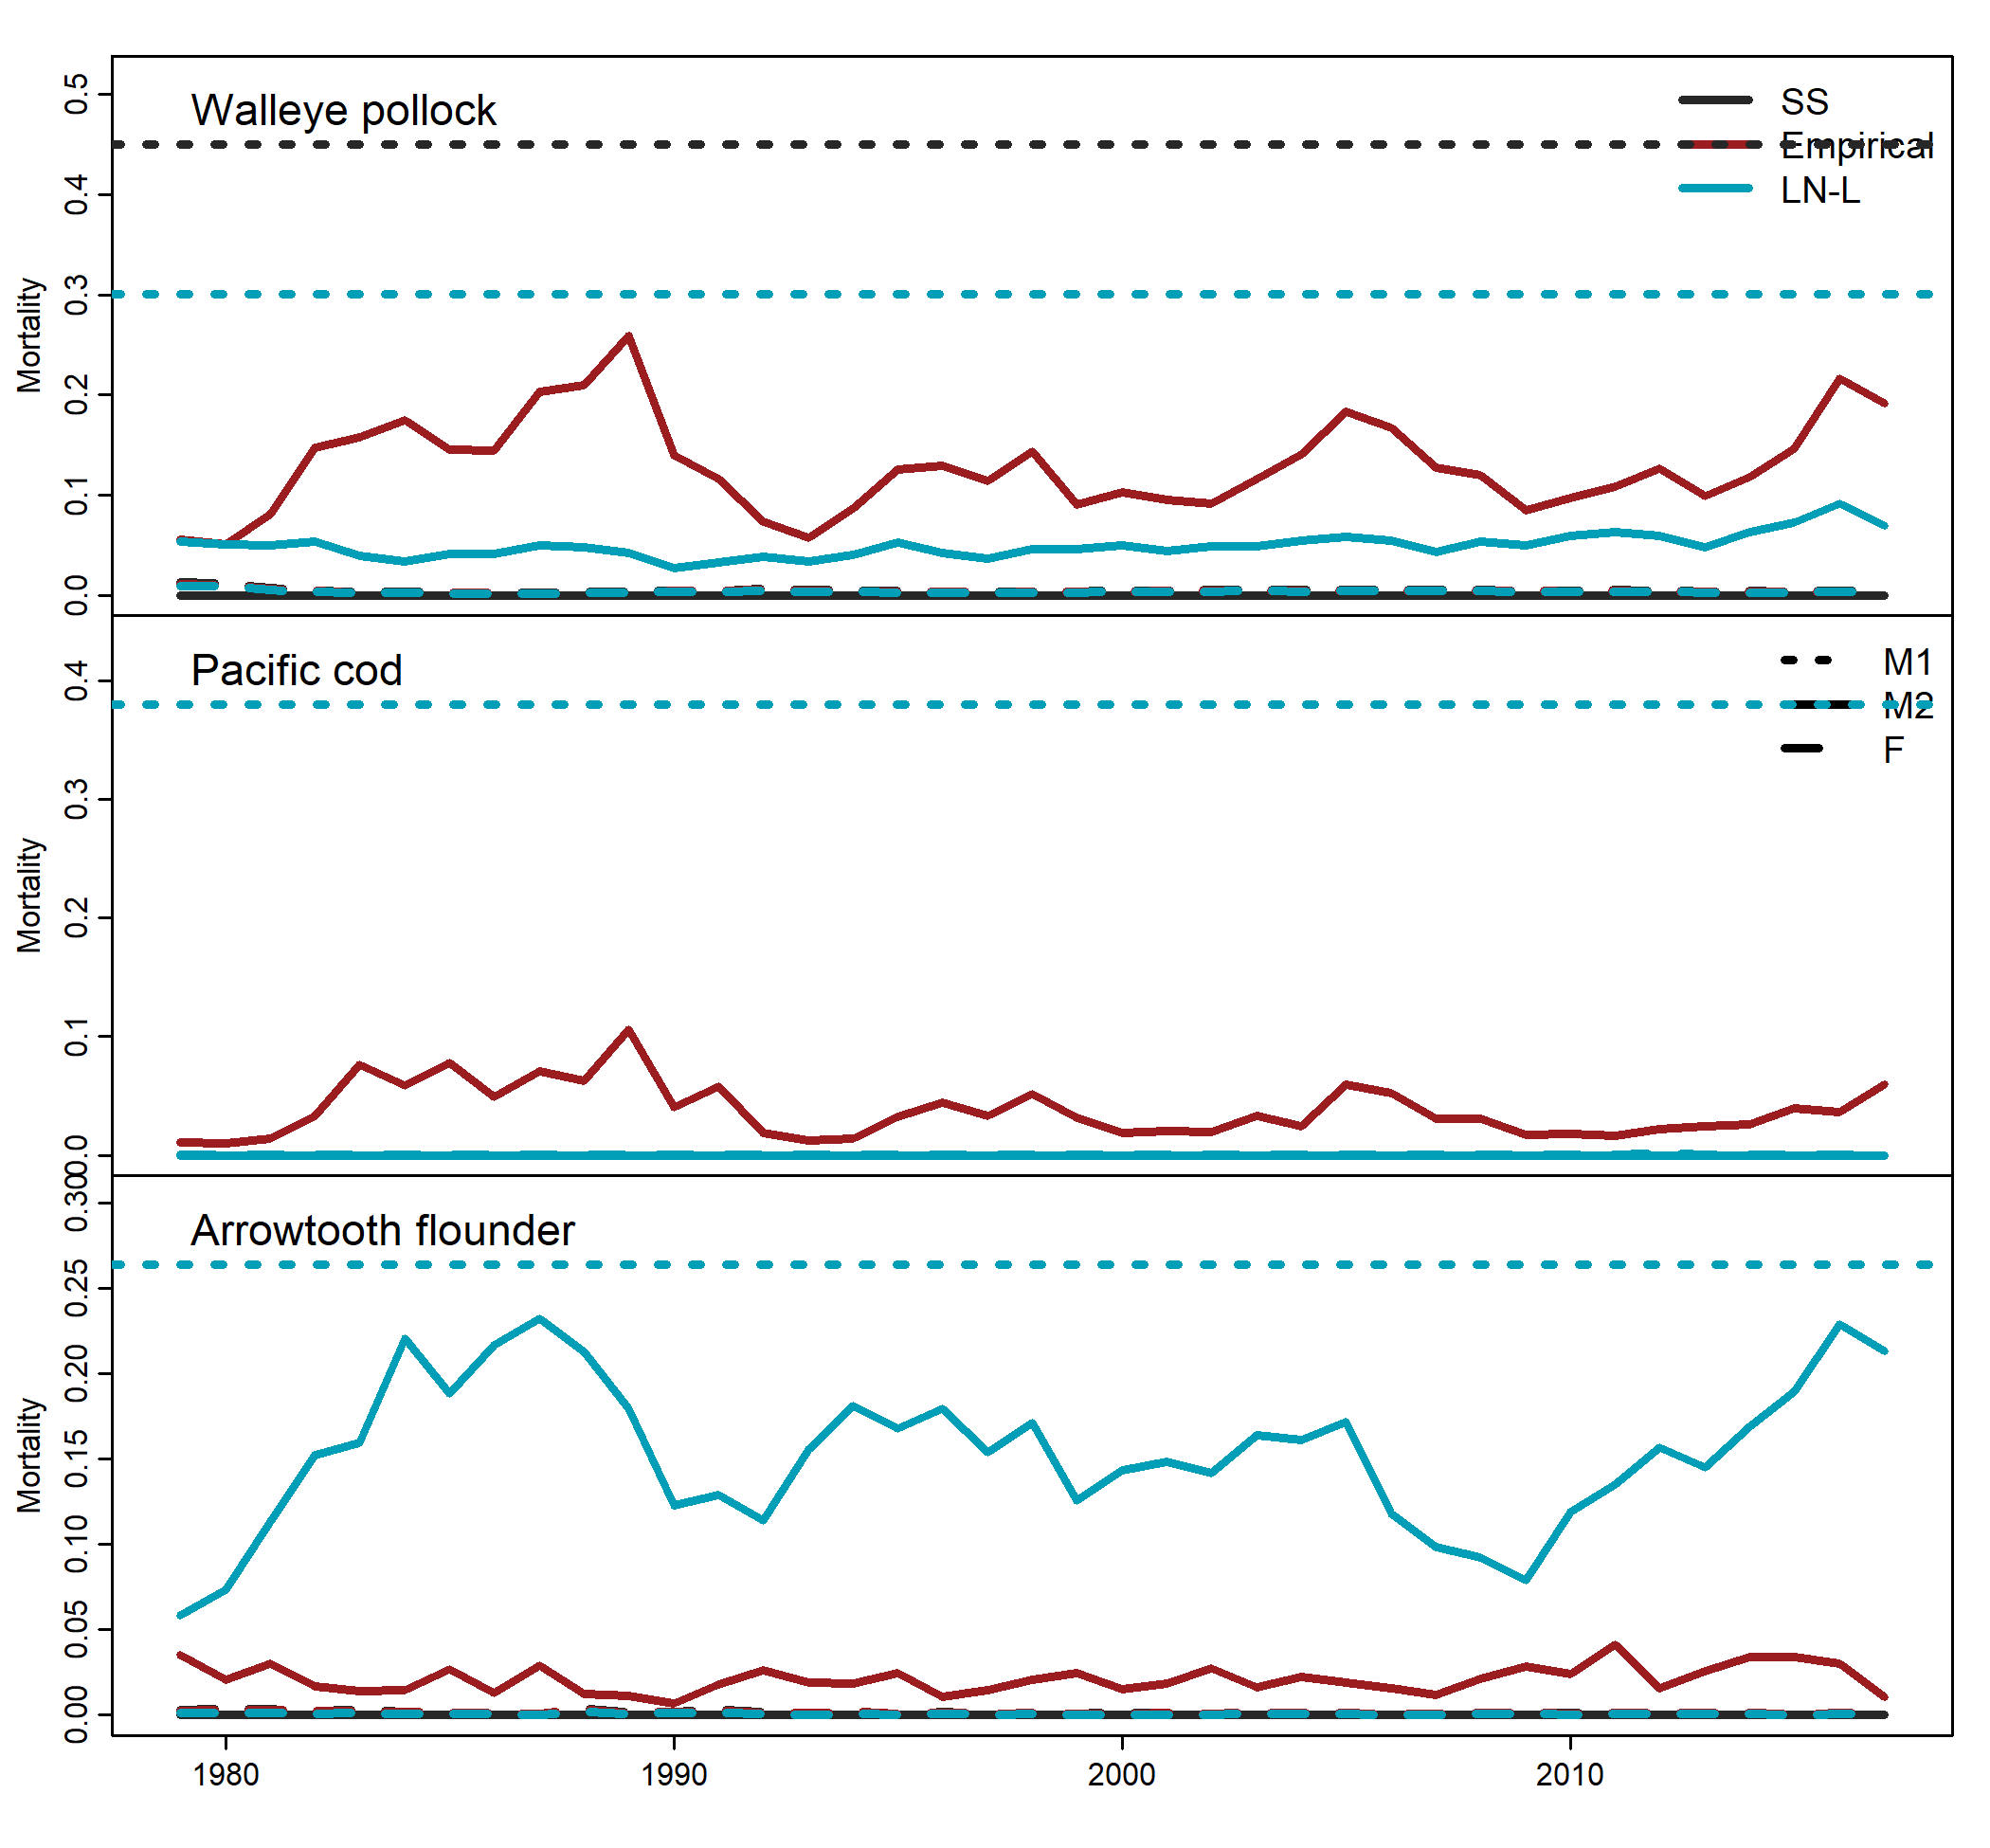 Walleye pollock
SS
Empirical
LN-L
Mortality
0.5
0.4
0.3
0.2
0.1
0.0
Pacific cod
M1
M2
F
Mortality
0.4
0.3
0.2
0.1
0.0
Arrowtooth flounder
Mortality
0.30
0.25
0.20
0.15
0.10
0.05
0.00
1980 1990 2000 2010